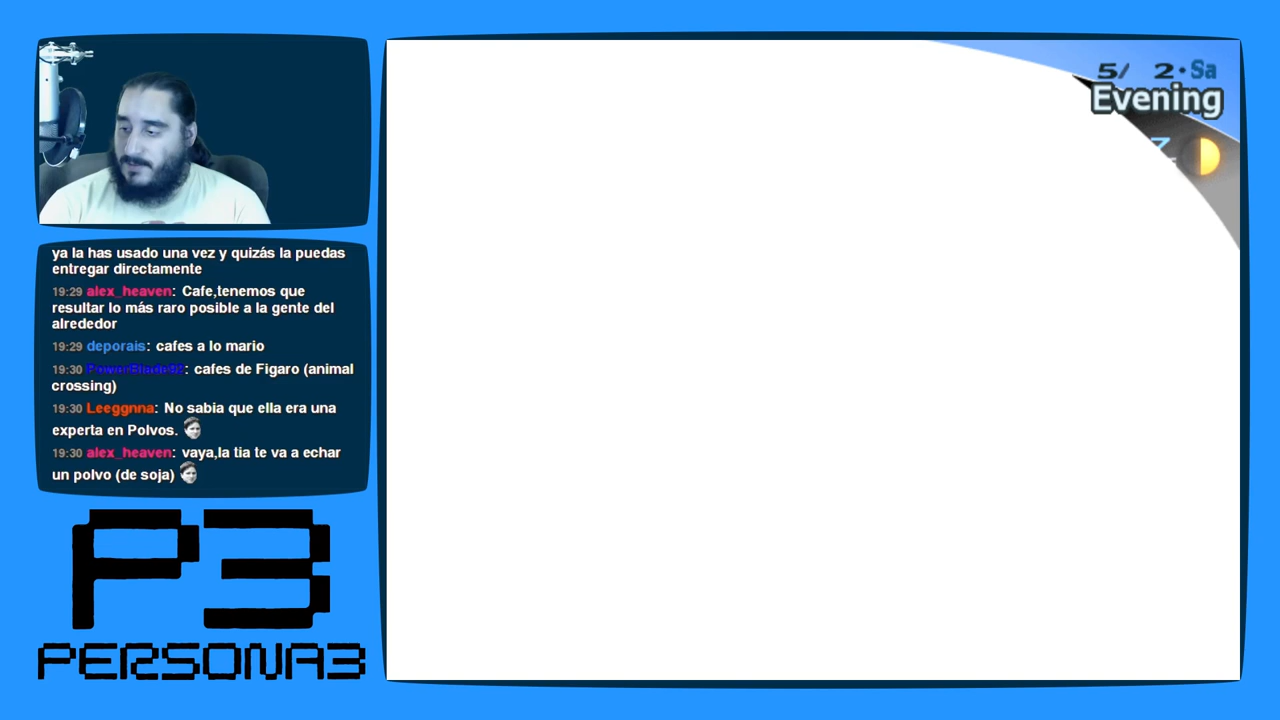 5/ 2·Sa
Evening
ya la has usado una vez y quizás la puedas
entregar directamente
19:29 alex_heaven: Cafe,tenemos que
resultar lo más raro posible a la gente del
alrededor
19:29 deporais: cafes a lo mario
19:30 PowerBlade92: cafes de Figaro (animal
crossing)
19:30 Leeggnna: No sabia que ella era una
experta en Polvos.
19:30 alex_heaven: vaya,la tia te va a echar
un polvo (de soja)
P3
PERSONA3